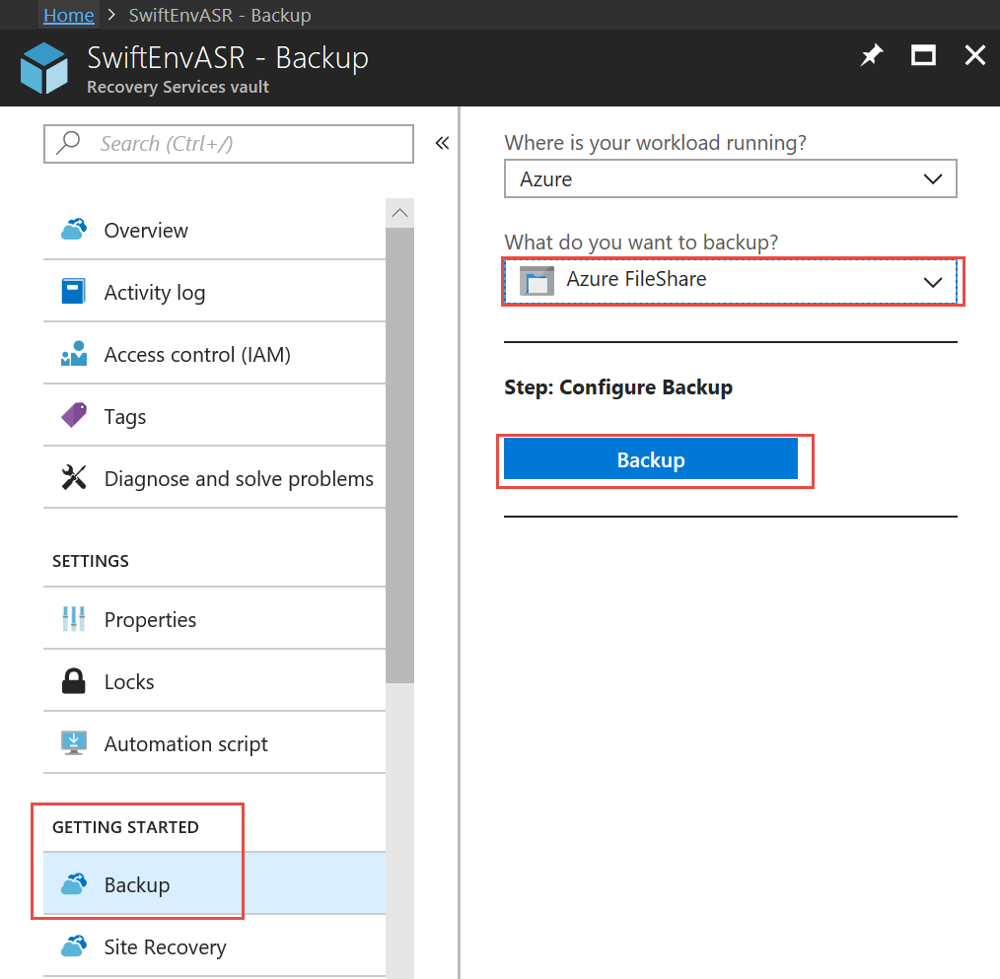 Home > SwiftEnvASR - Backup
SwiftEnvASR - Backup
Recovery Services vault
Search (Ctrl+/)
Overview
Activity log
Access control (IAM)
Tags
Diagnose and solve problems
SETTINGS
Properties
Locks
Automation script
GETTING STARTED
Backup
Site Recovery
Where is your workload running?
Azure
What do you want to backup?
Azure FileShare
Step: Configure Backup
Backup